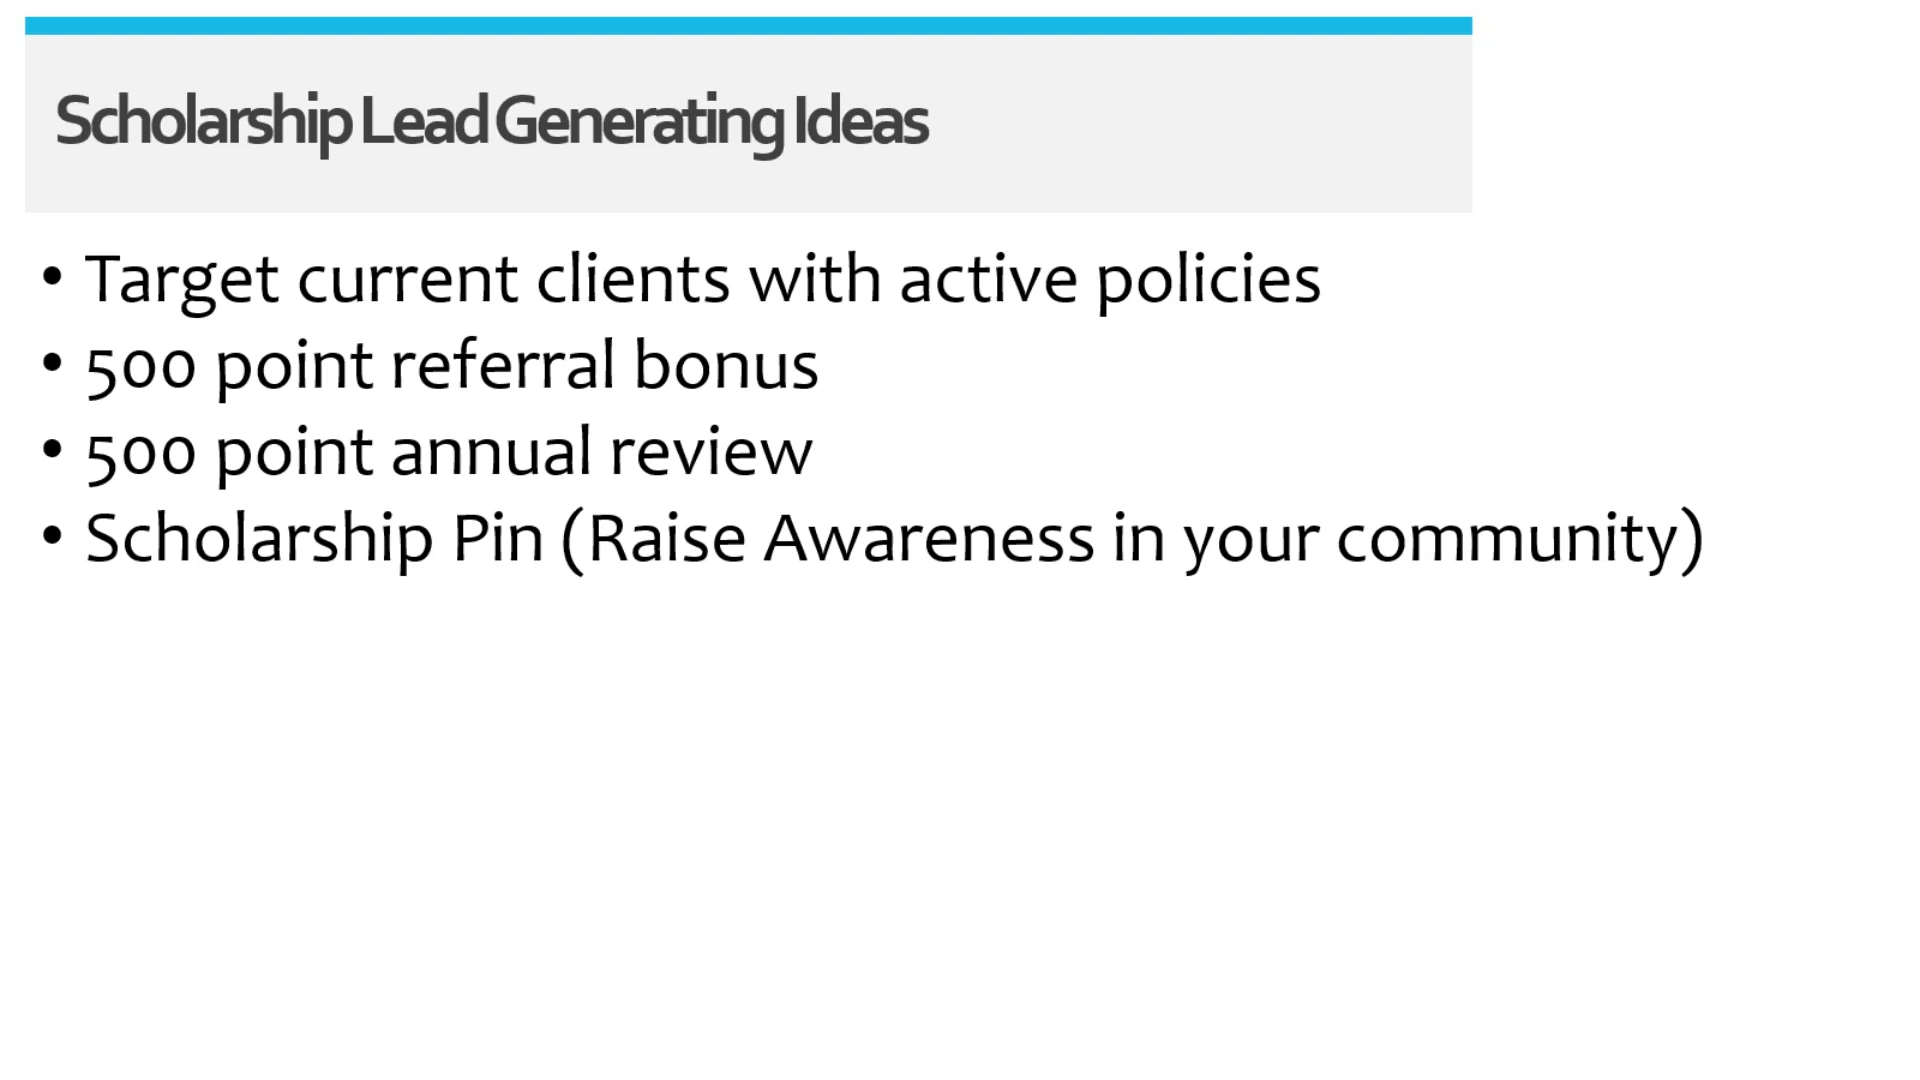 Scholarship Lead Generating Ideas
• Target current clients with active policies
• 500 point referral bonus
• 500 point annual review
• Scholarship Pin (Raise Awareness in your community)